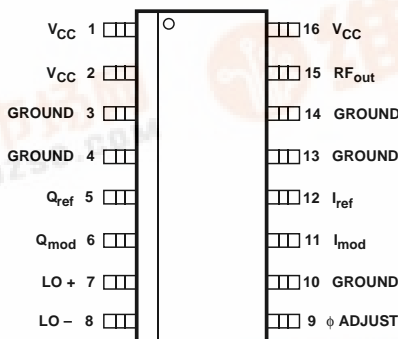 VCC 1 16 VCC
VCC 2 15 RFout
GROUND 3 14 GROUND
GROUND 4 13 GROUND
Qref 5 12 Iref
Qmod 6 11 Imod
LO + 7 10 GROUND
LO – 8 9 ϕ ADJUST